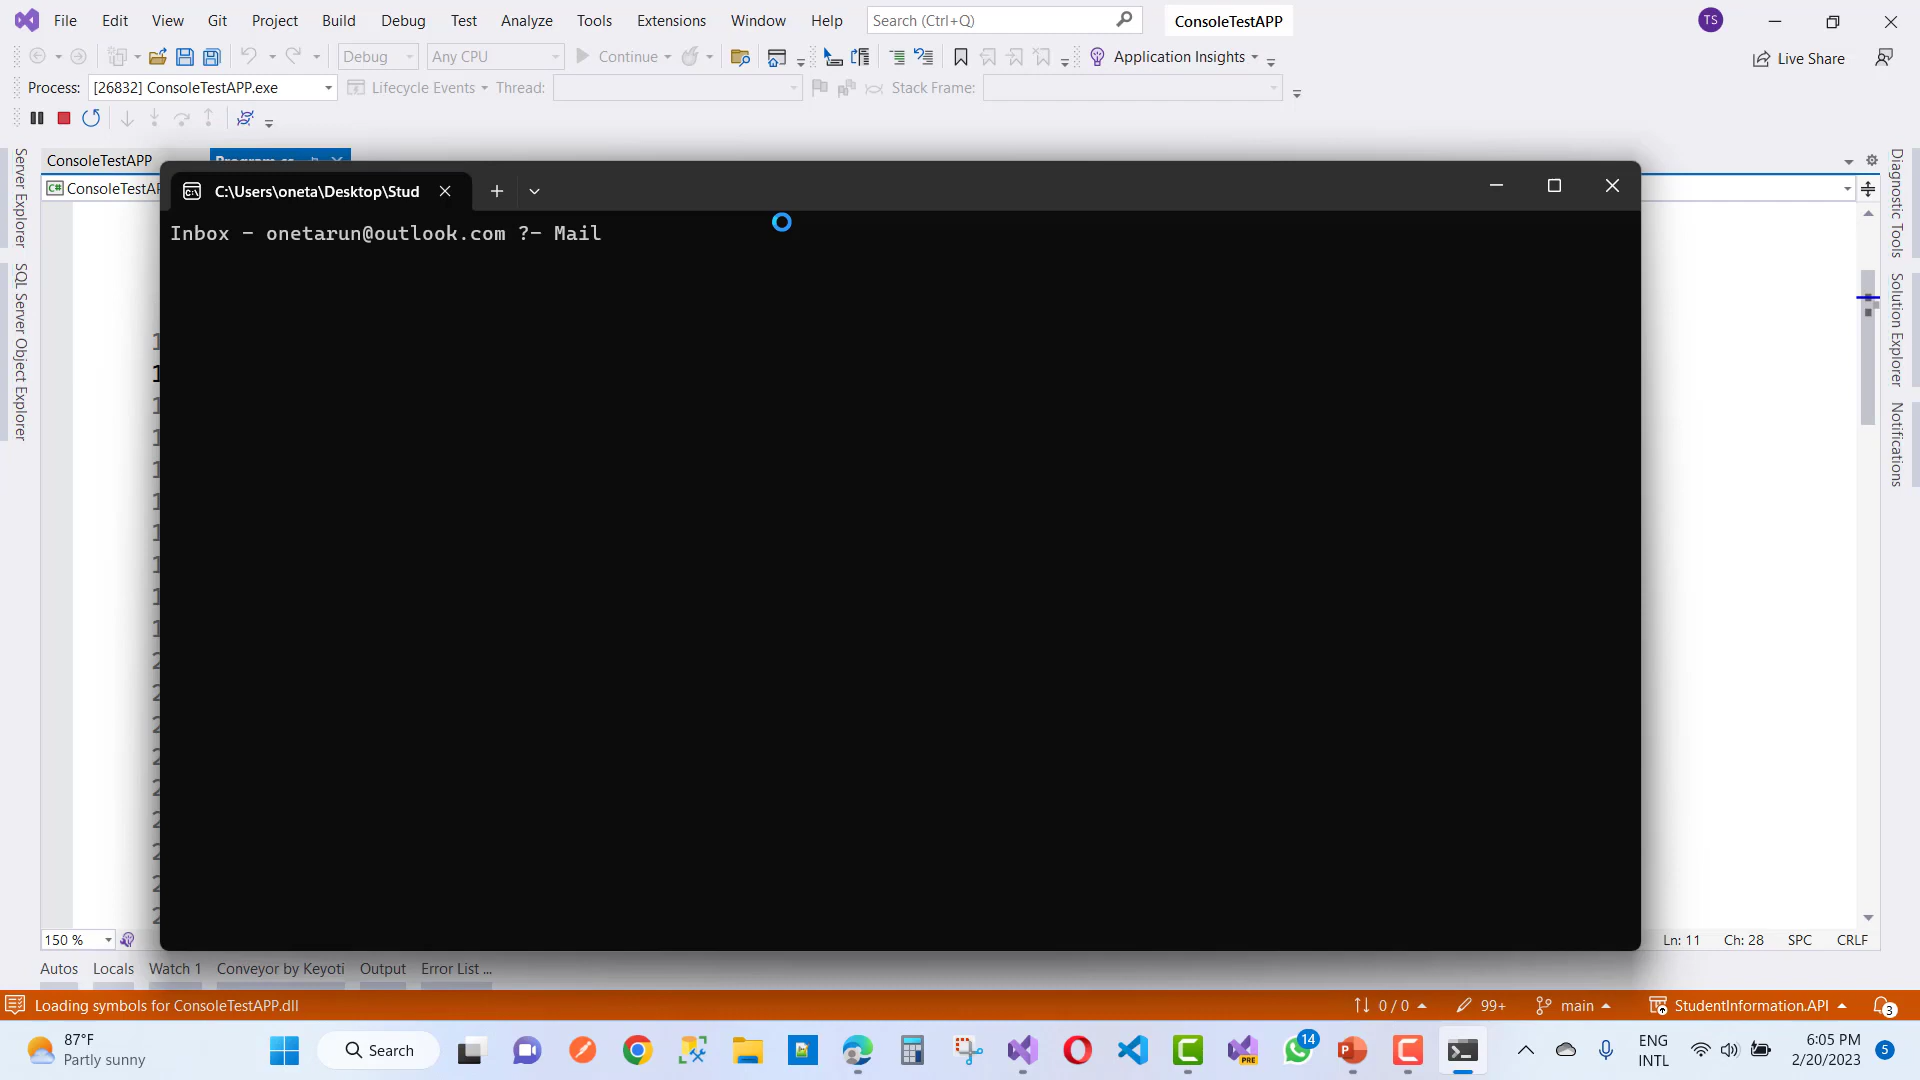 File Edit View Git Project Build Debug Test Analyze Tools Extensions Window Help Search (Ctrl+Q) ConsoleTestAPP TS
Debug Any CPU Continue Application Insights Live Share
Process: [26832] ConsoleTestAPP.exe Lifecycle Events Thread: Stack Frame:
ConsoleTestAPP
C# ConsoleTestAP
C:\Users\oneta\Desktop\Stud
Inbox - onetarun@outlook.com ?- Mail
Server Explorer
SQL Server Object Explorer
Diagnostic Tools
Solution Explorer
Notifications
150 % Ln: 11 Ch: 28 SPC CRLF
Autos Locals Watch 1 Conveyor by Keyoti Output Error List ...
Loading symbols for ConsoleTestAPP.dll 0 / 0 99+ main StudentInformation.API 3
87°F
Partly sunny
Search
PRE
14
ENG
INTL
6:05 PM
2/20/2023
5